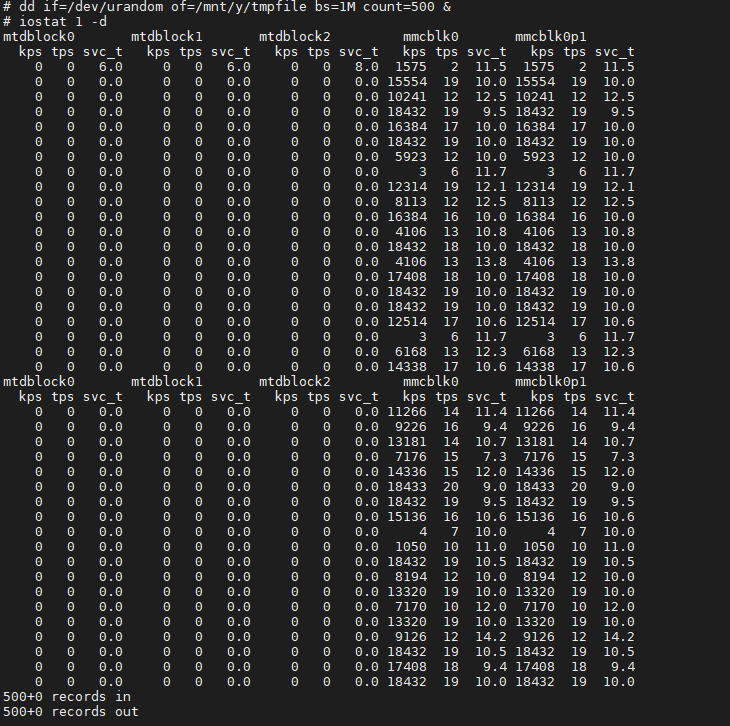 # dd if=/dev/urandom of=/mnt/y/tmpfile bs=1M count=500 &
# iostat 1 -d
mtdblock0       mtdblock1       mtdblock2         mmcblk0       mmcblk0p1
  kps tps svc_t   kps tps svc_t   kps tps svc_t   kps tps svc_t   kps tps svc_t
    0   0   6.0     0   0   6.0     0   0   8.0  1575   2  11.5  1575   2  11.5
    0   0   0.0     0   0   0.0     0   0   0.0 15554  19  10.0 15554  19  10.0
    0   0   0.0     0   0   0.0     0   0   0.0 10241  12  12.5 10241  12  12.5
    0   0   0.0     0   0   0.0     0   0   0.0 18432  19   9.5 18432  19   9.5
    0   0   0.0     0   0   0.0     0   0   0.0 16384  17  10.0 16384  17  10.0
    0   0   0.0     0   0   0.0     0   0   0.0 18432  19  10.0 18432  19  10.0
    0   0   0.0     0   0   0.0     0   0   0.0  5923  12  10.0  5923  12  10.0
    0   0   0.0     0   0   0.0     0   0   0.0     3   6  11.7     3   6  11.7
    0   0   0.0     0   0   0.0     0   0   0.0 12314  19  12.1 12314  19  12.1
    0   0   0.0     0   0   0.0     0   0   0.0  8113  12  12.5  8113  12  12.5
    0   0   0.0     0   0   0.0     0   0   0.0 16384  16  10.0 16384  16  10.0
    0   0   0.0     0   0   0.0     0   0   0.0  4106  13  10.8  4106  13  10.8
    0   0   0.0     0   0   0.0     0   0   0.0 18432  18  10.0 18432  18  10.0
    0   0   0.0     0   0   0.0     0   0   0.0  4106  13  13.8  4106  13  13.8
    0   0   0.0     0   0   0.0     0   0   0.0 17408  18  10.0 17408  18  10.0
    0   0   0.0     0   0   0.0     0   0   0.0 18432  19  10.0 18432  19  10.0
    0   0   0.0     0   0   0.0     0   0   0.0 18432  19  10.0 18432  19  10.0
    0   0   0.0     0   0   0.0     0   0   0.0 12514  17  10.6 12514  17  10.6
    0   0   0.0     0   0   0.0     0   0   0.0     3   6  11.7     3   6  11.7
    0   0   0.0     0   0   0.0     0   0   0.0  6168  13  12.3  6168  13  12.3
    0   0   0.0     0   0   0.0     0   0   0.0 14338  17  10.6 14338  17  10.6
mtdblock0       mtdblock1       mtdblock2         mmcblk0       mmcblk0p1
  kps tps svc_t   kps tps svc_t   kps tps svc_t   kps tps svc_t   kps tps svc_t
    0   0   0.0     0   0   0.0     0   0   0.0 11266  14  11.4 11266  14  11.4
    0   0   0.0     0   0   0.0     0   0   0.0  9226  16   9.4  9226  16   9.4
    0   0   0.0     0   0   0.0     0   0   0.0 13181  14  10.7 13181  14  10.7
    0   0   0.0     0   0   0.0     0   0   0.0  7176  15   7.3  7176  15   7.3
    0   0   0.0     0   0   0.0     0   0   0.0 14336  15  12.0 14336  15  12.0
    0   0   0.0     0   0   0.0     0   0   0.0 18433  20   9.0 18433  20   9.0
    0   0   0.0     0   0   0.0     0   0   0.0 18432  19   9.5 18432  19   9.5
    0   0   0.0     0   0   0.0     0   0   0.0 15136  16  10.6 15136  16  10.6
    0   0   0.0     0   0   0.0     0   0   0.0     4   7  10.0     4   7  10.0
    0   0   0.0     0   0   0.0     0   0   0.0  1050  10  11.0  1050  10  11.0
    0   0   0.0     0   0   0.0     0   0   0.0 18432  19  10.5 18432  19  10.5
    0   0   0.0     0   0   0.0     0   0   0.0  8194  12  10.0  8194  12  10.0
    0   0   0.0     0   0   0.0     0   0   0.0 13320  19  10.0 13320  19  10.0
    0   0   0.0     0   0   0.0     0   0   0.0  7170  10  12.0  7170  10  12.0
    0   0   0.0     0   0   0.0     0   0   0.0 13320  19  10.0 13320  19  10.0
    0   0   0.0     0   0   0.0     0   0   0.0  9126  12  14.2  9126  12  14.2
    0   0   0.0     0   0   0.0     0   0   0.0 18432  19  10.5 18432  19  10.5
    0   0   0.0     0   0   0.0     0   0   0.0 17408  18   9.4 17408  18   9.4
    0   0   0.0     0   0   0.0     0   0   0.0 18432  19  10.0 18432  19  10.0
500+0 records in
500+0 records out